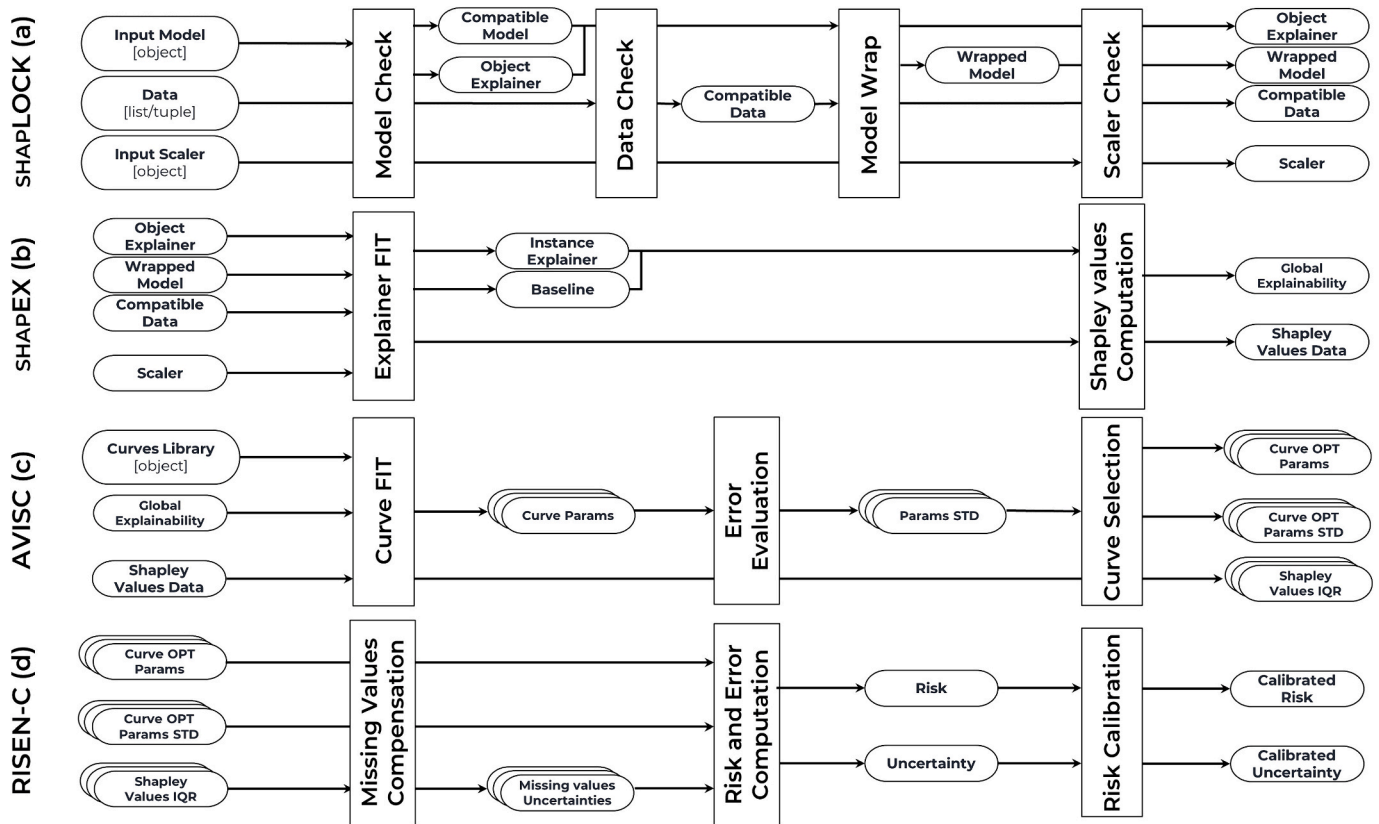 SHAPLOCK (a)
Input Model
[object]
Data
[list/tuple]
Input Scaler
[object]
Model Check
Compatible
Model
Object
Explainer
Data Check
Compatible
Data
Model Wrap
Wrapped
Model
Scaler Check
Object
Explainer
Wrapped
Model
Compatible
Data
Scaler
SHAPEX (b)
Object
Explainer
Wrapped
Model
Compatible
Data
Scaler
Explainer FIT
Instance
Explainer
Baseline
Shapley values
Computation
Global
Explainability
Shapley
Values Data
AVISC (c)
Curves Library
[object]
Global
Explainability
Shapley
Values Data
Curve FIT
Curve Params
Error
Evaluation
Params STD
Curve Selection
Curve OPT
Params
Curve OPT
Params STD
Shapley
Values IQR
RISEN-C (d)
Curve OPT
Params
Curve OPT
Params STD
Shapley
Values IQR
Missing Values
Compensation
Missing values
Uncertainties
Risk and Error
Computation
Risk
Uncertainty
Risk Calibration
Calibrated
Risk
Calibrated
Uncertainty